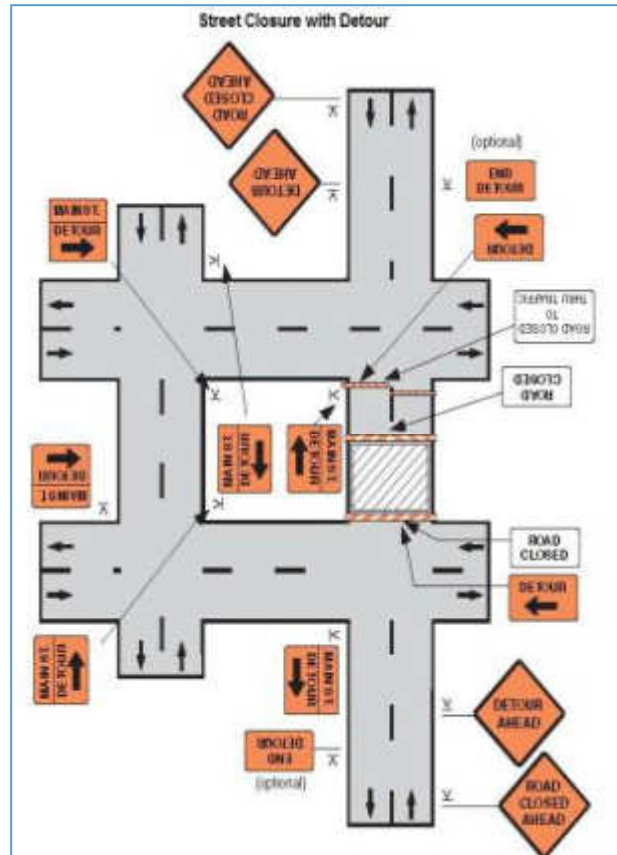 Street Closure with Detour
ROAD
CLOSED
AHEAD
DETOUR
AHEAD
(optional)
END
DETOUR
MAIN ST.
DETOUR
DETOUR
ROAD CLOSED
TO
THRU TRAFFIC
ROAD
CLOSED
MAIN ST.
DETOUR
MAIN ST.
DETOUR
MAIN ST.
DETOUR
ROAD
CLOSED
DETOUR
MAIN ST.
DETOUR
MAIN ST.
DETOUR
DETOUR
AHEAD
END
DETOUR
(optional)
ROAD
CLOSED
AHEAD